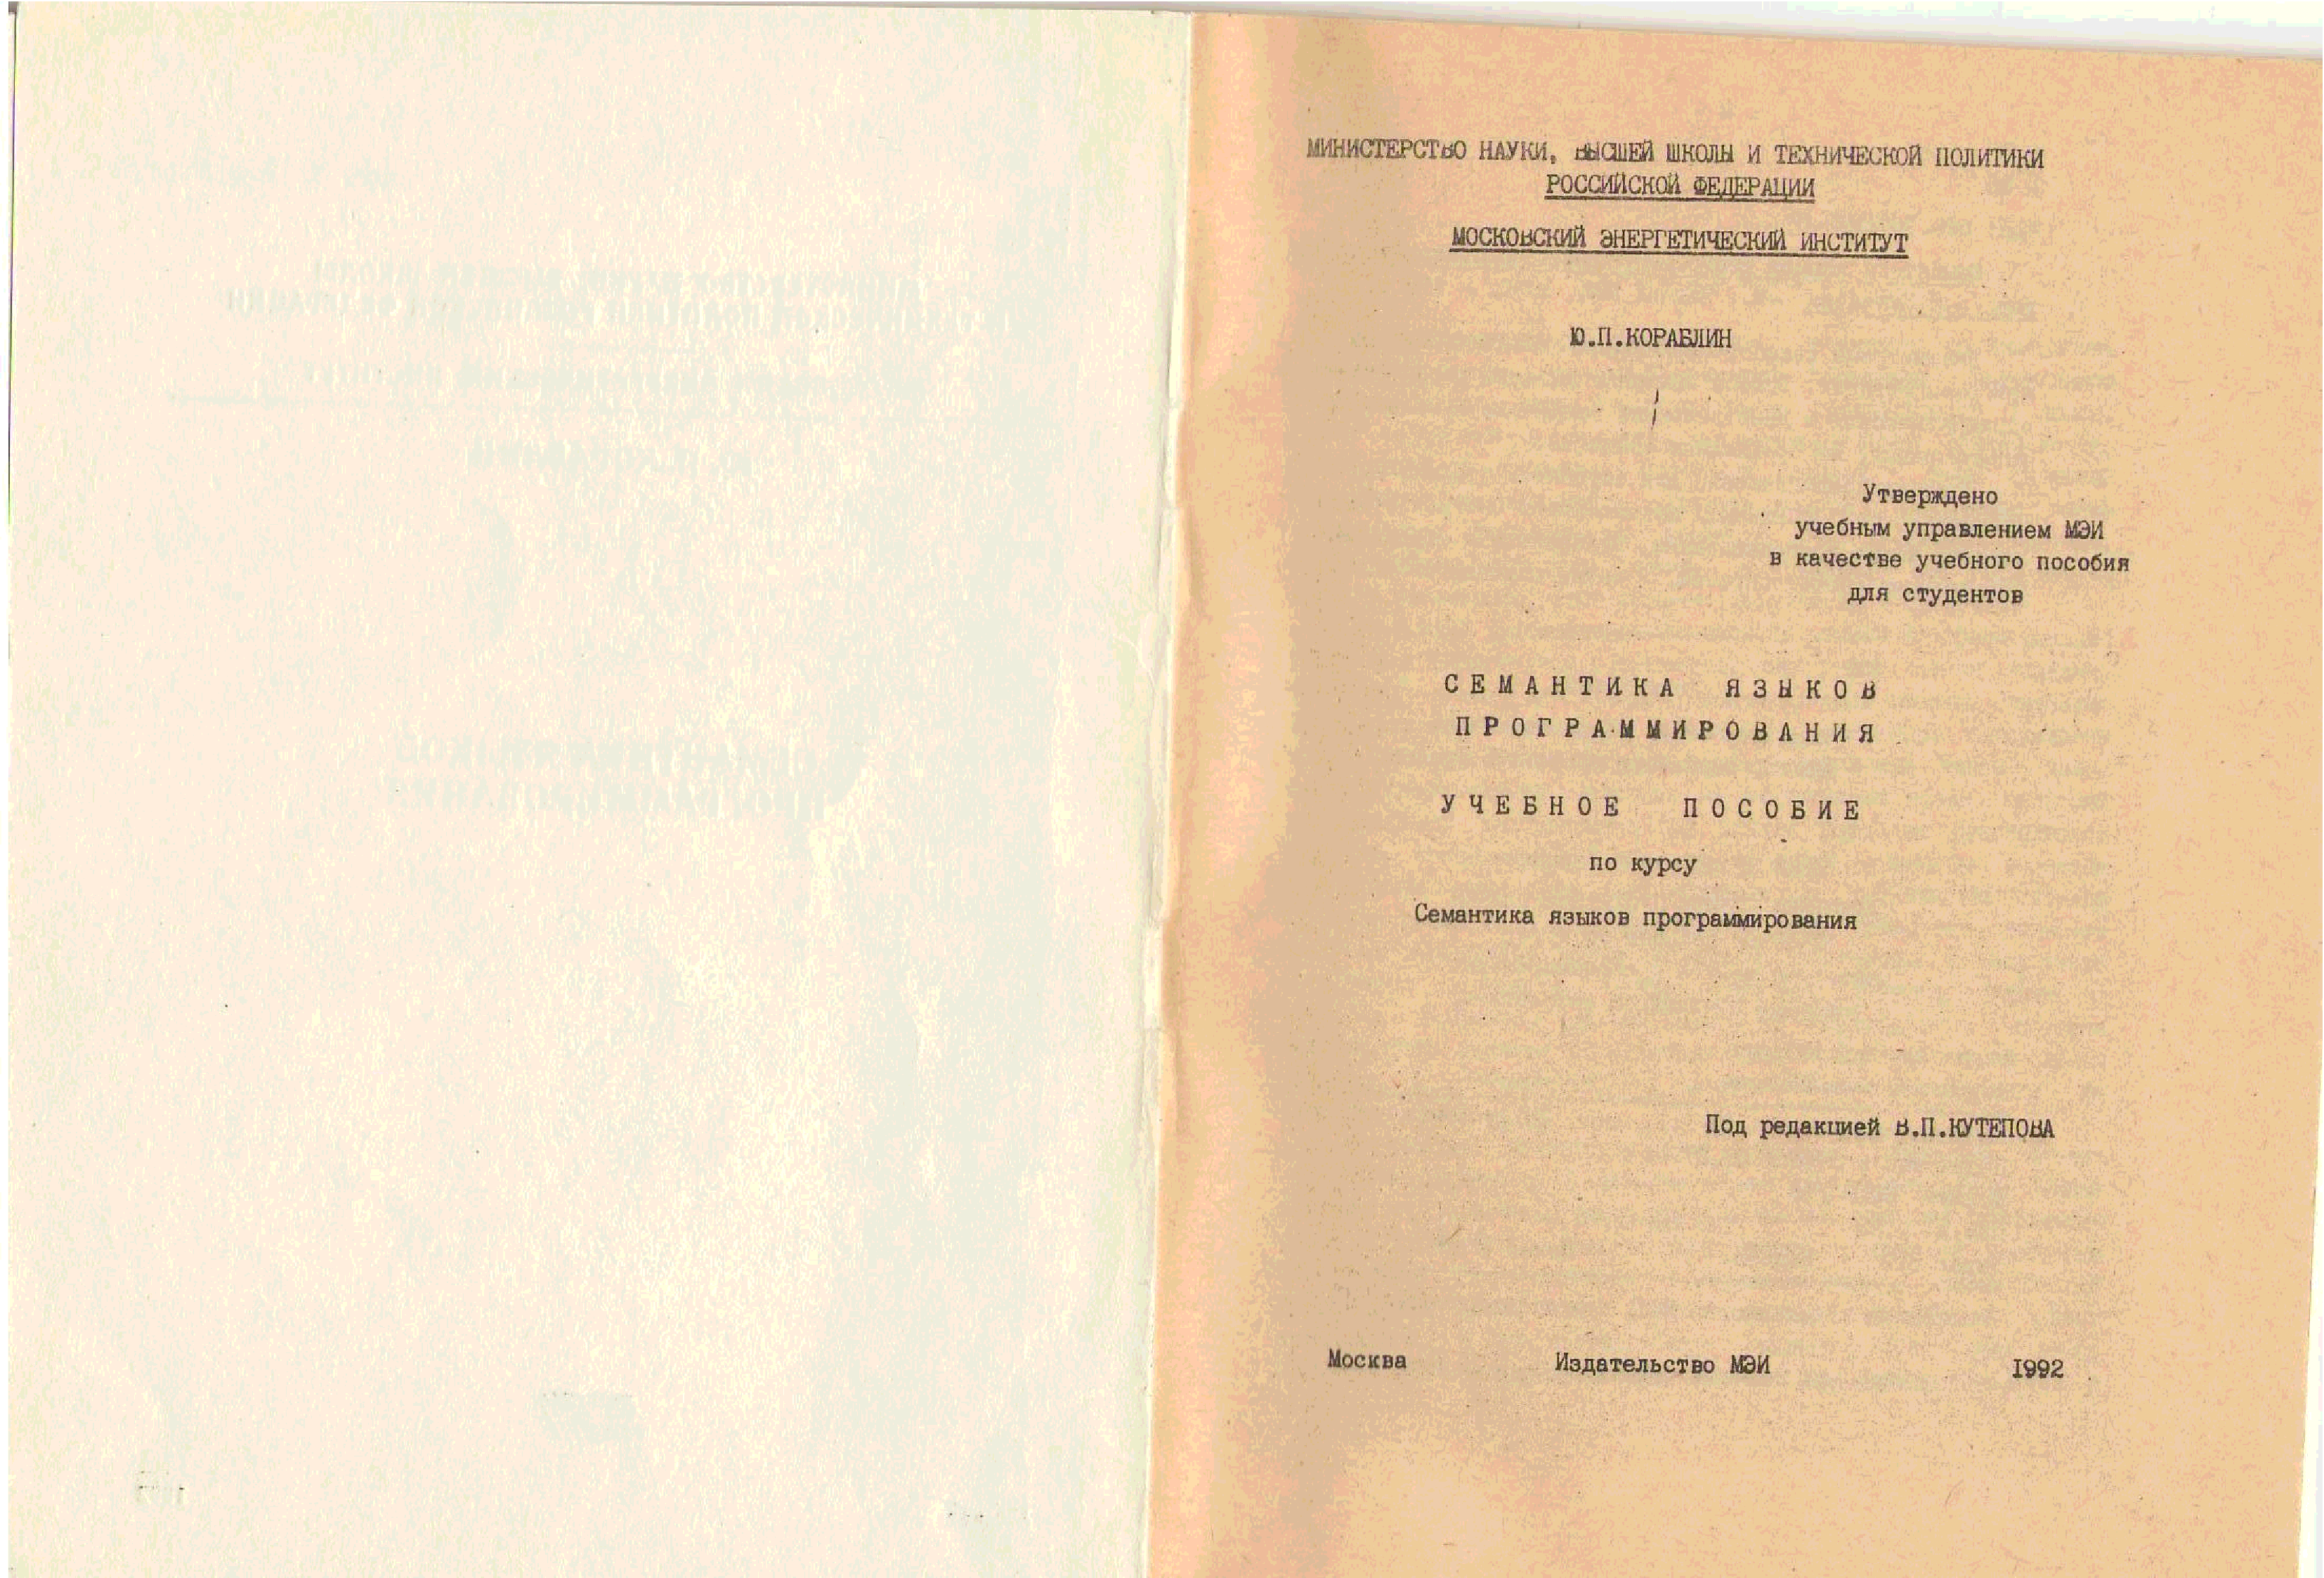 МИНИСТЕРСТВО НАУКИ, ВЫСШЕЙ ШКОЛЫ И ТЕХНИЧЕСКОЙ ПОЛИТИКИ
РОССИЙСКОЙ ФЕДЕРАЦИИ
МОСКОВСКИЙ ЭНЕРГЕТИЧЕСКИЙ ИНСТИТУТ
Ю.П.КОРАБЛИН
Утверждено
учебным управлением МЭИ
в качестве учебного пособия
для студентов
СЕМАНТИКА ЯЗЫКОВ
ПРОГРАММИРОВАНИЯ
УЧЕБНОЕ ПОСОБИЕ
по курсу
Семантика языков программирования
Под редакцией В.П.КУТЕПОВА
Москва Издательство МЭИ 1992